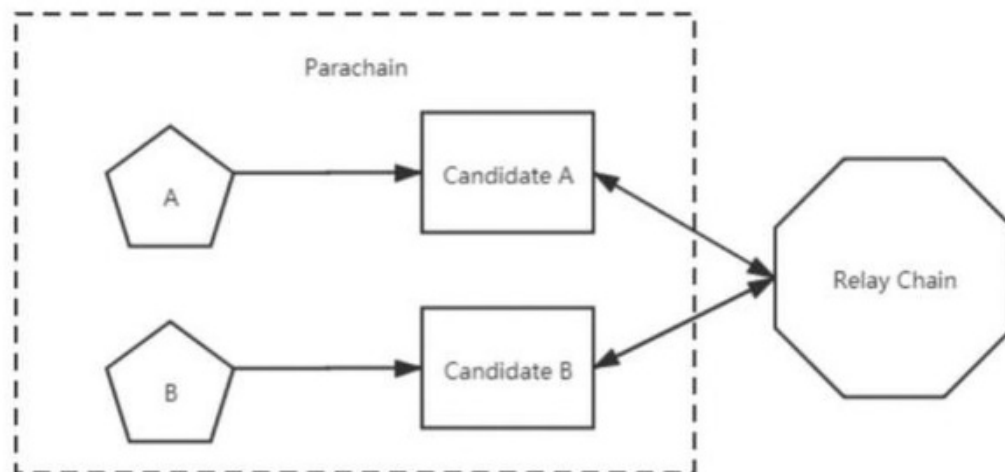 Parachain
A
Candidate A
Relay Chain
B
Candidate B